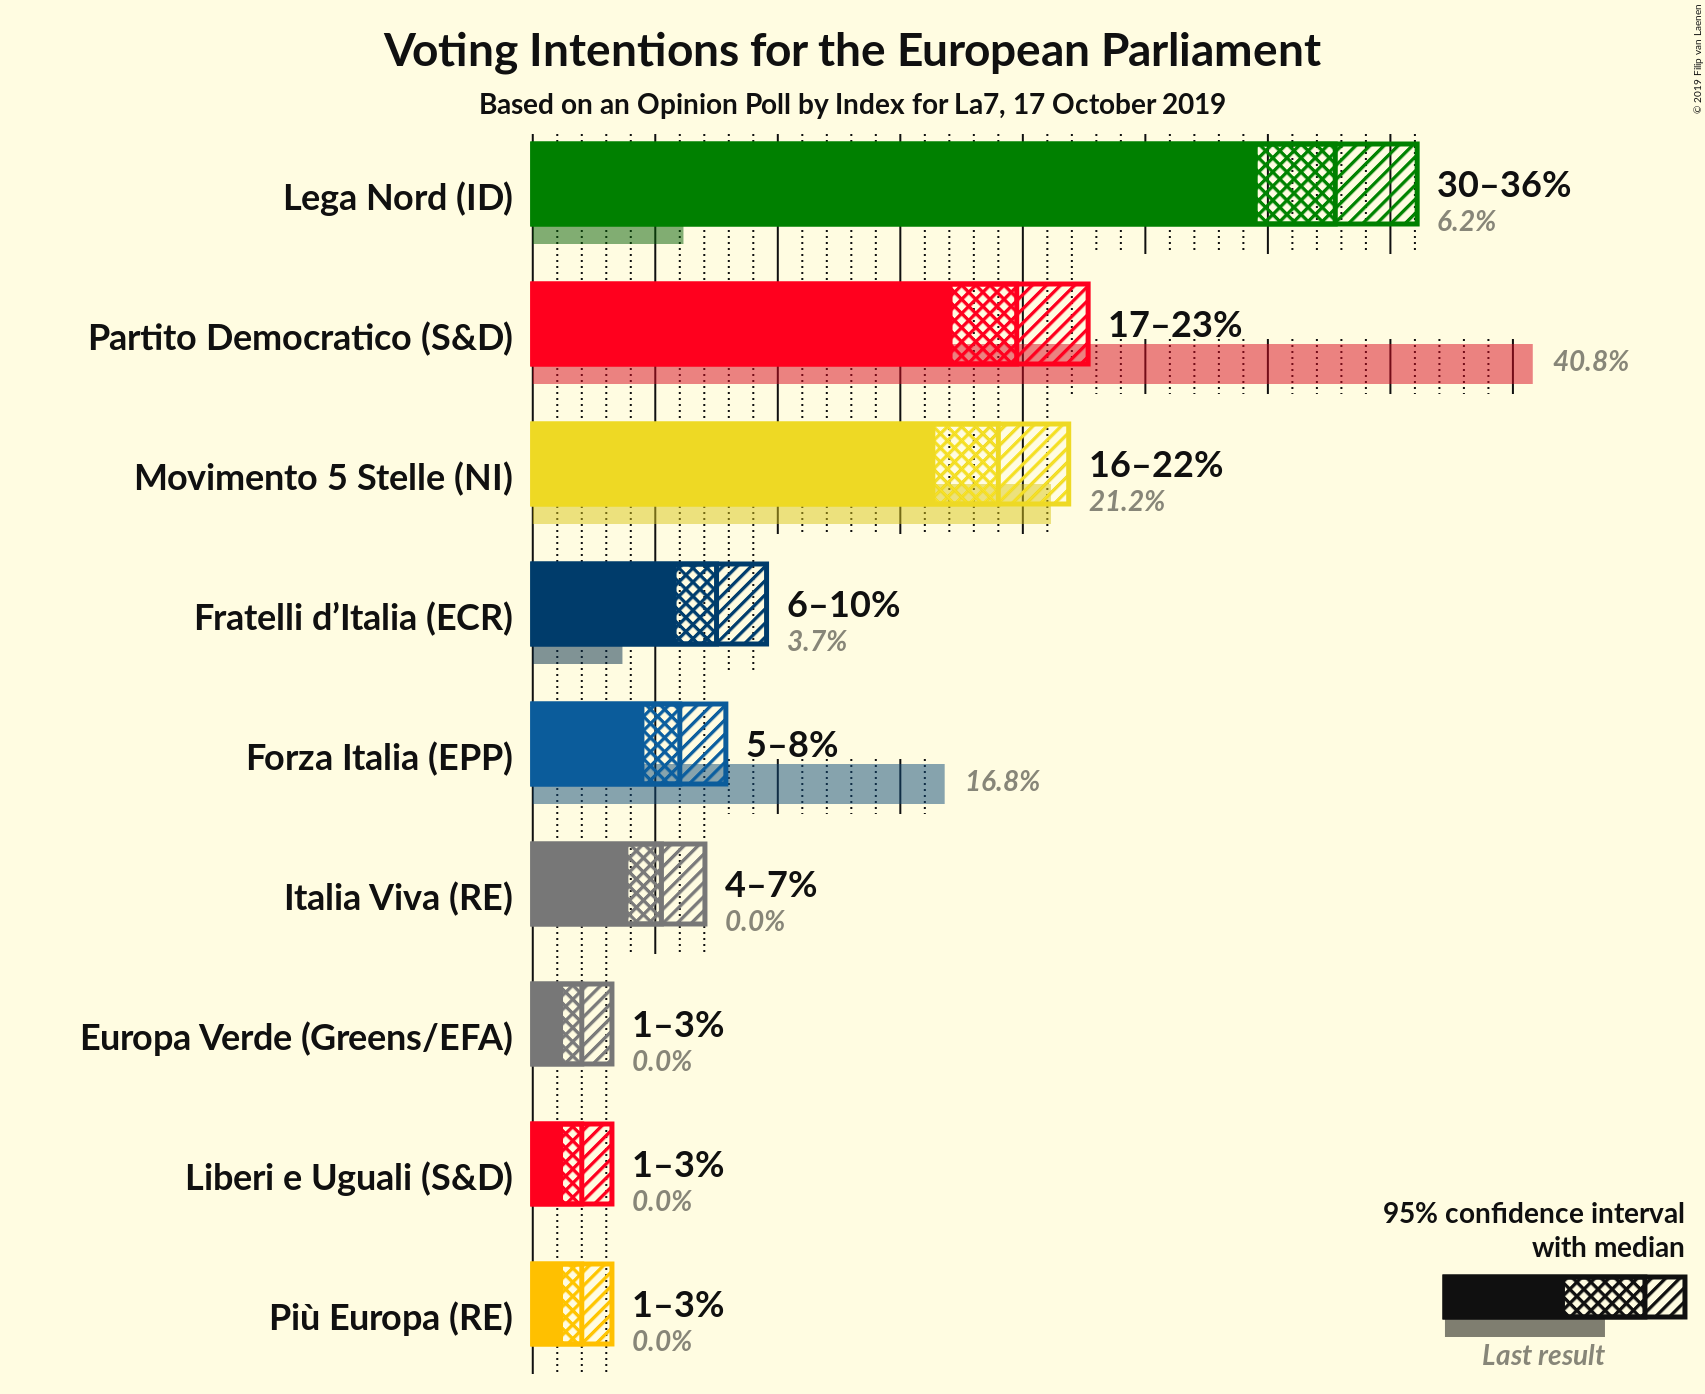 Voting Intentions for the European Parliament
Based on an Opinion Poll by Index for La7, 17 October 2019
© 2019 Filip van Laenen
Lega Nord (ID)
30–36%
6.2%
Partito Democratico (S&D)
17–23%
40.8%
Movimento 5 Stelle (NI)
16–22%
21.2%
Fratelli d’Italia (ECR)
6–10%
3.7%
Forza Italia (EPP)
5–8%
16.8%
Italia Viva (RE)
4–7%
0.0%
Europa Verde (Greens/EFA)
1–3%
0.0%
Liberi e Uguali (S&D)
1–3%
0.0%
Più Europa (RE)
1–3%
0.0%
95% confidence interval
with median
Last result